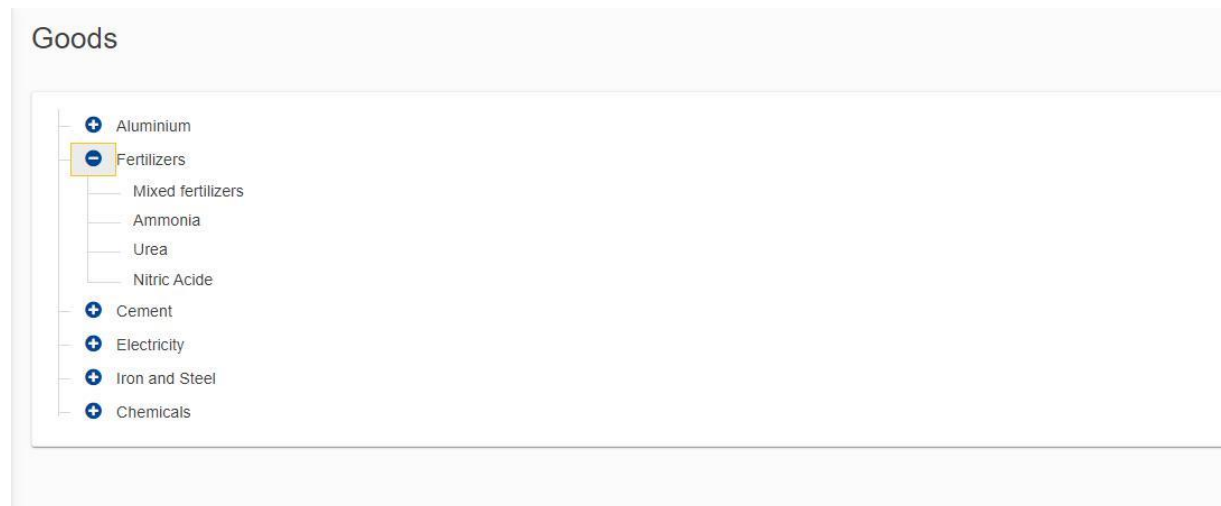 Goods
Aluminium
Fertilizers
Mixed fertilizers
Ammonia
Urea
Nitric Acide
Cement
Electricity
Iron and Steel
Chemicals